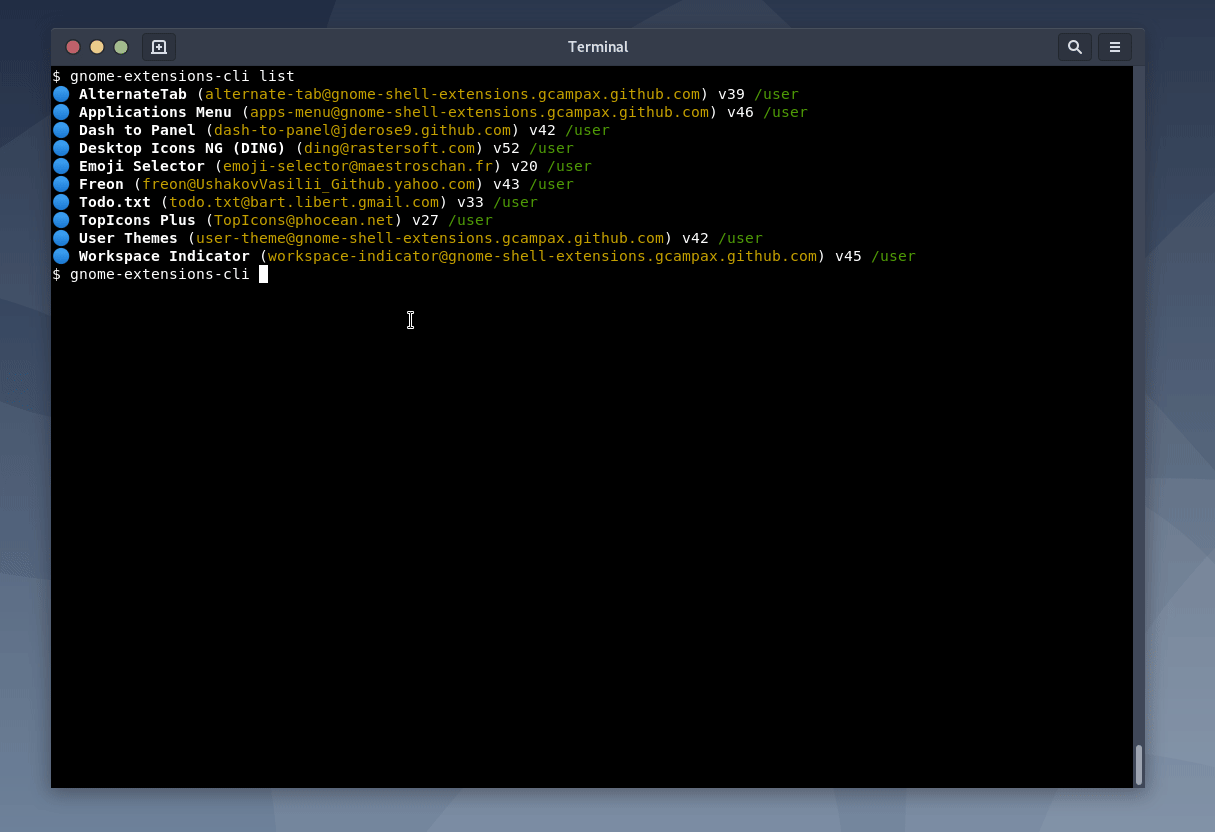 Terminal
$ gnome-extensions-cli list
AlternateTab (alternate-tab@gnome-shell-extensions.gcampax.github.com) v39 /user
Applications Menu (apps-menu@gnome-shell-extensions.gcampax.github.com) v46 /user
Dash to Panel (dash-to-panel@jderose9.github.com) v42 /user
Desktop Icons NG (DING) (ding@rastersoft.com) v52 /user
Emoji Selector (emoji-selector@maestroschan.fr) v20 /user
Freon (freon@UshakovVasilii_Github.yahoo.com) v43 /user
Todo.txt (todo.txt@bart.libert.gmail.com) v33 /user
TopIcons Plus (TopIcons@phocean.net) v27 /user
User Themes (user-theme@gnome-shell-extensions.gcampax.github.com) v42 /user
Workspace Indicator (workspace-indicator@gnome-shell-extensions.gcampax.github.com) v45 /user
$ gnome-extensions-cli